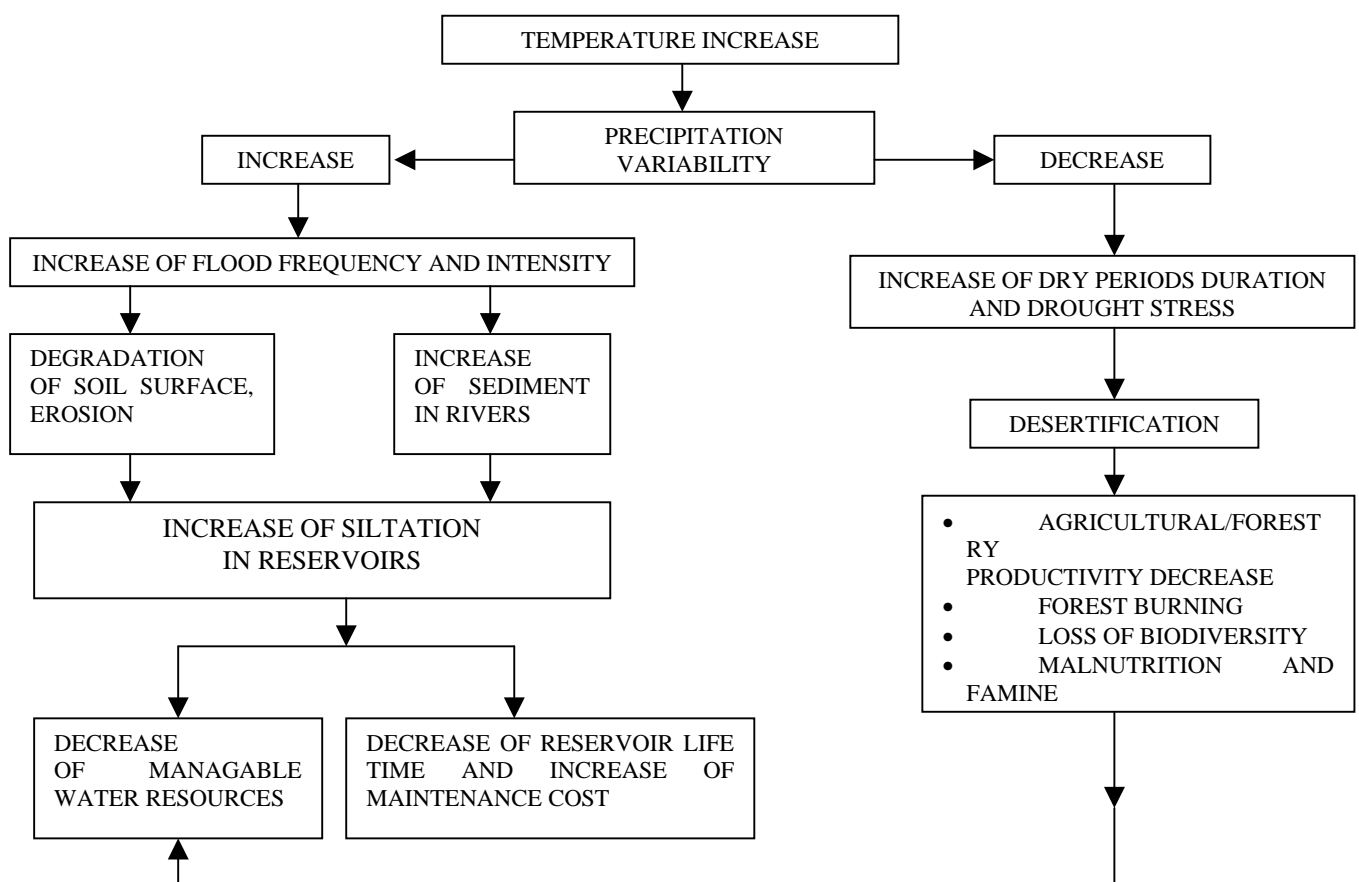 TEMPERATURE INCREASE
PRECIPITATION
VARIABILITY
INCREASE
DECREASE
INCREASE OF FLOOD FREQUENCY AND INTENSITY
INCREASE OF DRY PERIODS DURATION
AND DROUGHT STRESS
DEGRADATION
OF SOIL SURFACE,
EROSION
INCREASE
OF SEDIMENT
IN RIVERS
DESERTIFICATION
INCREASE OF SILTATION
IN RESERVOIRS
• AGRICULTURAL/FOREST
RY
PRODUCTIVITY DECREASE
• FOREST BURNING
• LOSS OF BIODIVERSITY
• MALNUTRITION AND
FAMINE
DECREASE
OF MANAGABLE
WATER RESOURCES
DECREASE OF RESERVOIR LIFE
TIME AND INCREASE OF
MAINTENANCE COST